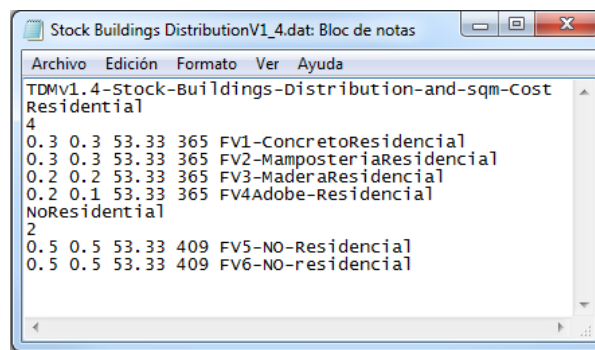 Stock Buildings DistributionV1_4.dat: Bloc de notas
Archivo Edición Formato Ver Ayuda
TDMv1.4-Stock-Buildings-Distribution-and-sqm-Cost
Residential
4
0.3 0.3 53.33 365 FV1-ConcretoResidencial
0.3 0.3 53.33 365 FV2-MamposteriaResidencial
0.2 0.2 53.33 365 FV3-MaderaResidencial
0.2 0.1 53.33 365 FV4Adobe-Residencial
NoResidential
2
0.5 0.5 53.33 409 FV5-NO-Residencial
0.5 0.5 53.33 409 FV6-NO-residencial